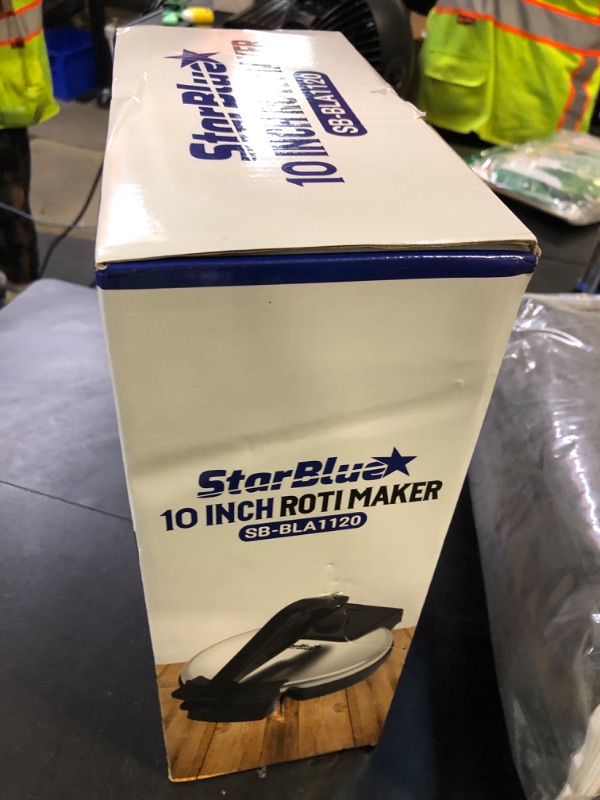 StarBlue
10 INCH ROTI MAKER
SB-BLA1120
StarBlue
10 INCH ROTI MAKER
SB-BLA1120